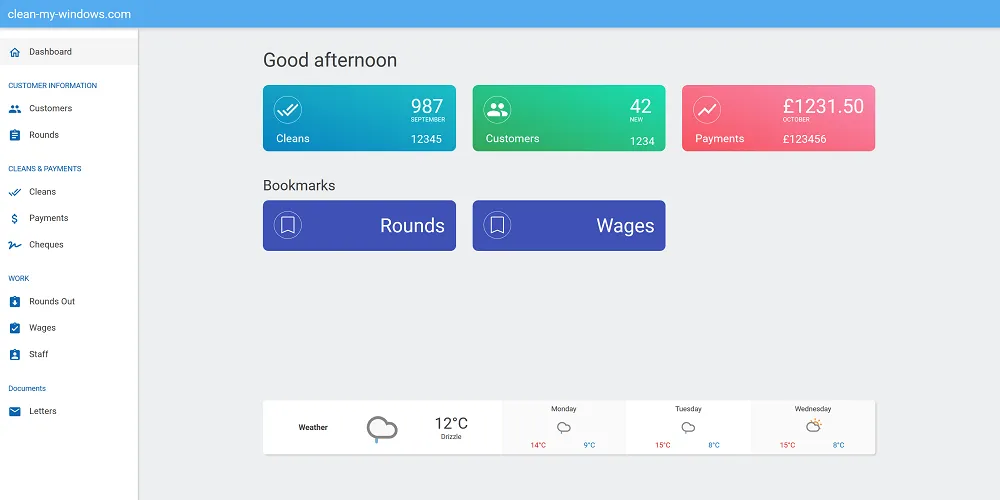 clean-my-windows.com
Dashboard
CUSTOMER INFORMATION
Customers
Rounds
CLEANS & PAYMENTS
Cleans
Payments
Cheques
WORK
Rounds Out
Wages
Staff
Documents
Letters
Good afternoon
987
SEPTEMBER
Cleans
12345
42
NEW
Customers
1234
£1231.50
OCTOBER
Payments
£123456
Bookmarks
Rounds
Wages
Weather
12°C
Drizzle
Monday
14°C 9°C
Tuesday
15°C 8°C
Wednesday
15°C 8°C